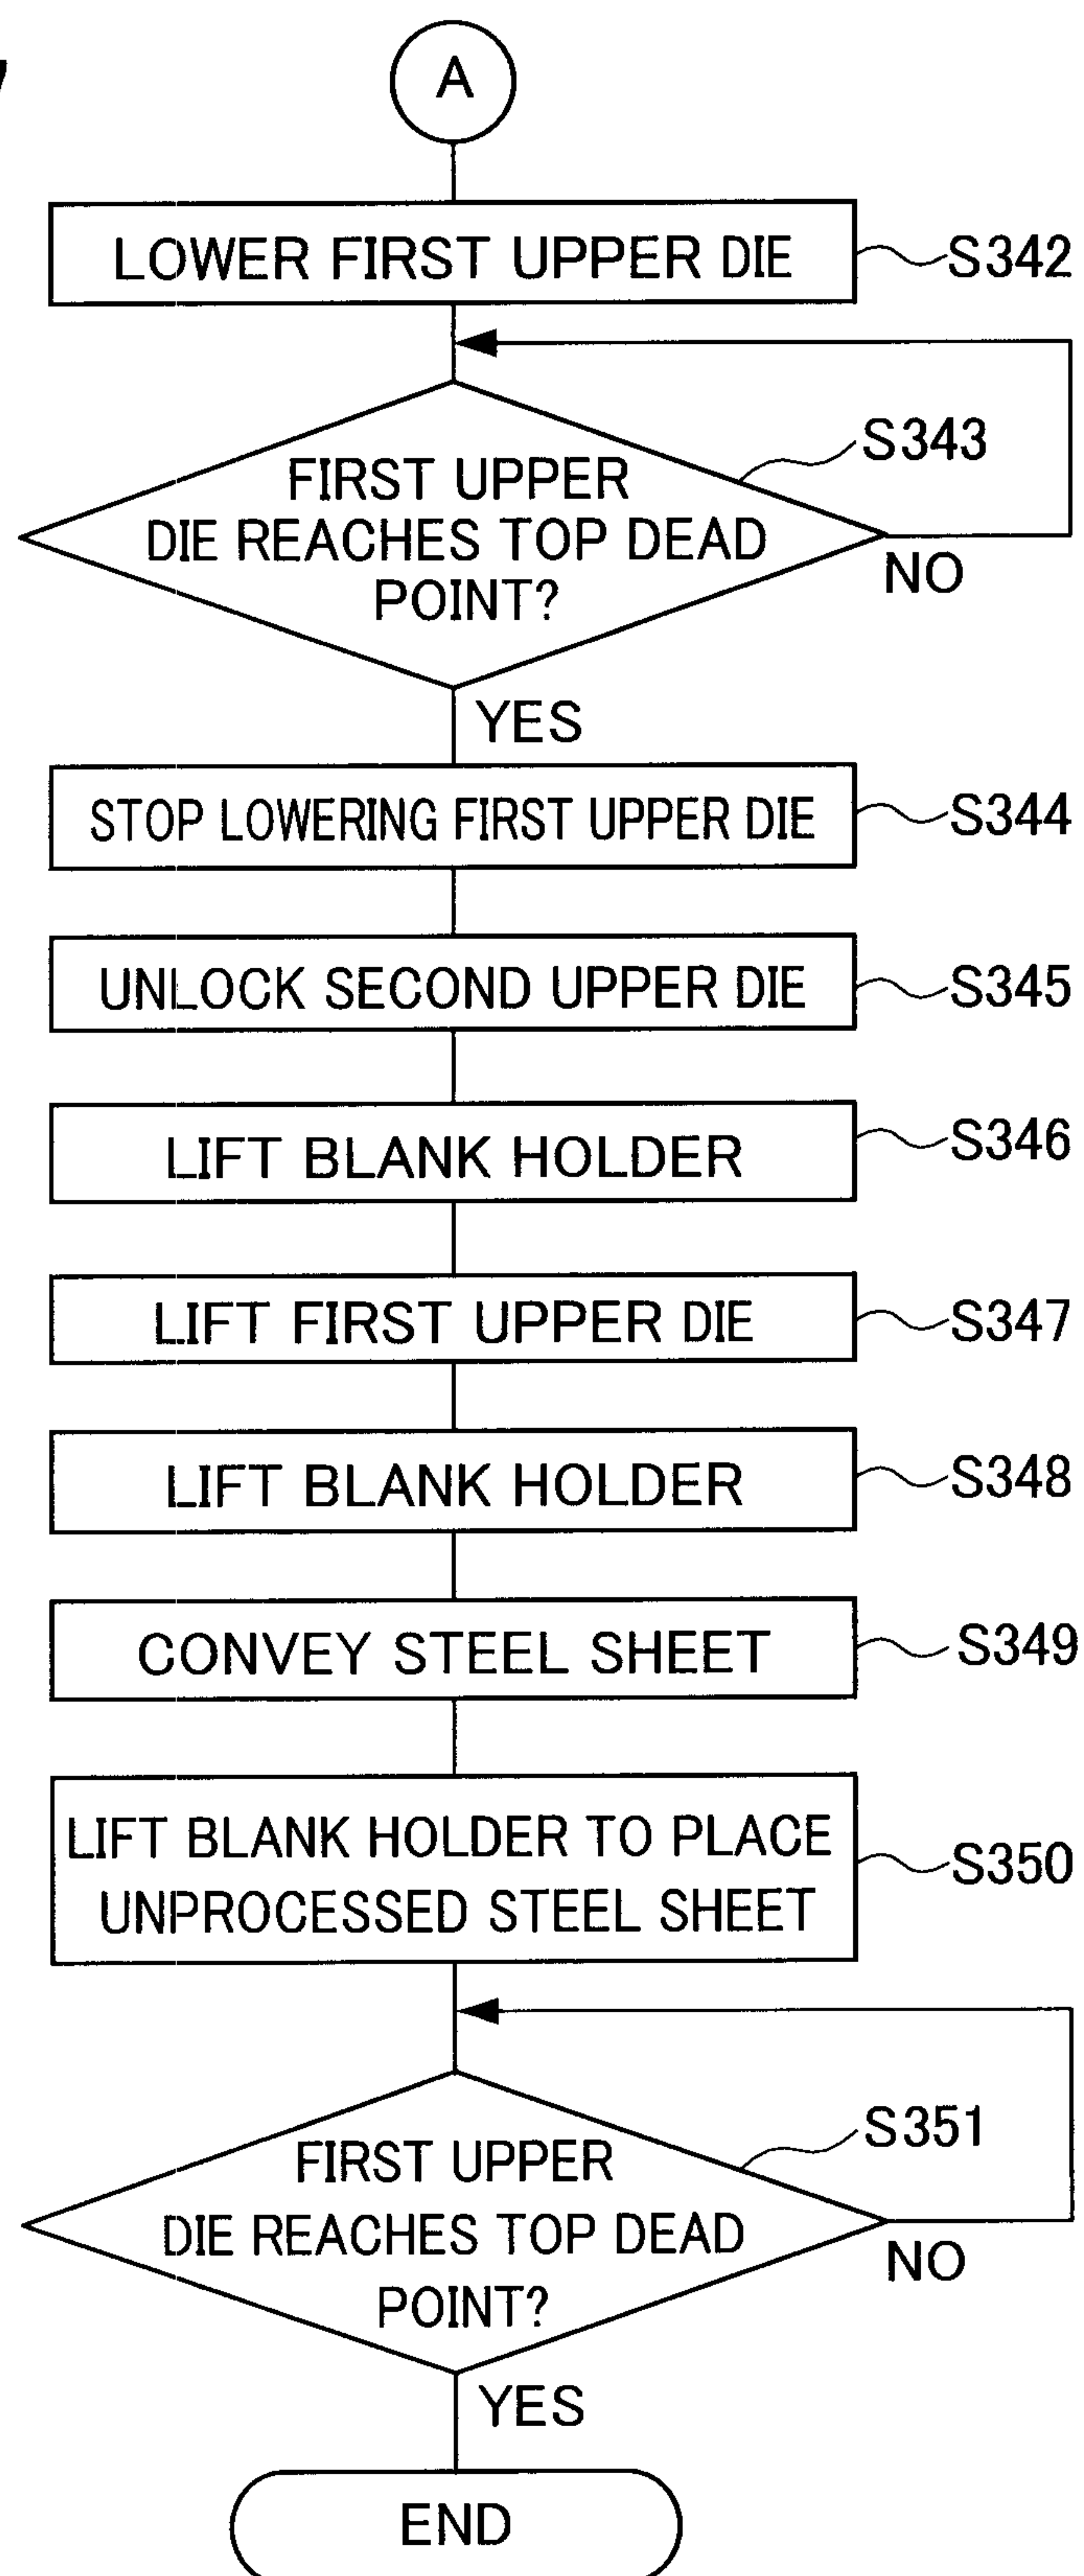 7
A
LOWER FIRST UPPER DIE
S342
S343
FIRST UPPER
DIE REACHES TOP DEAD
POINT?
NO
YES
STOP LOWERING FIRST UPPER DIE
S344
UNLOCK SECOND UPPER DIE
S345
LIFT BLANK HOLDER
S346
LIFT FIRST UPPER DIE
S347
LIFT BLANK HOLDER
S348
CONVEY STEEL SHEET
S349
LIFT BLANK HOLDER TO PLACE
UNPROCESSED STEEL SHEET
S350
S351
FIRST UPPER
DIE REACHES TOP DEAD
POINT?
NO
YES
END